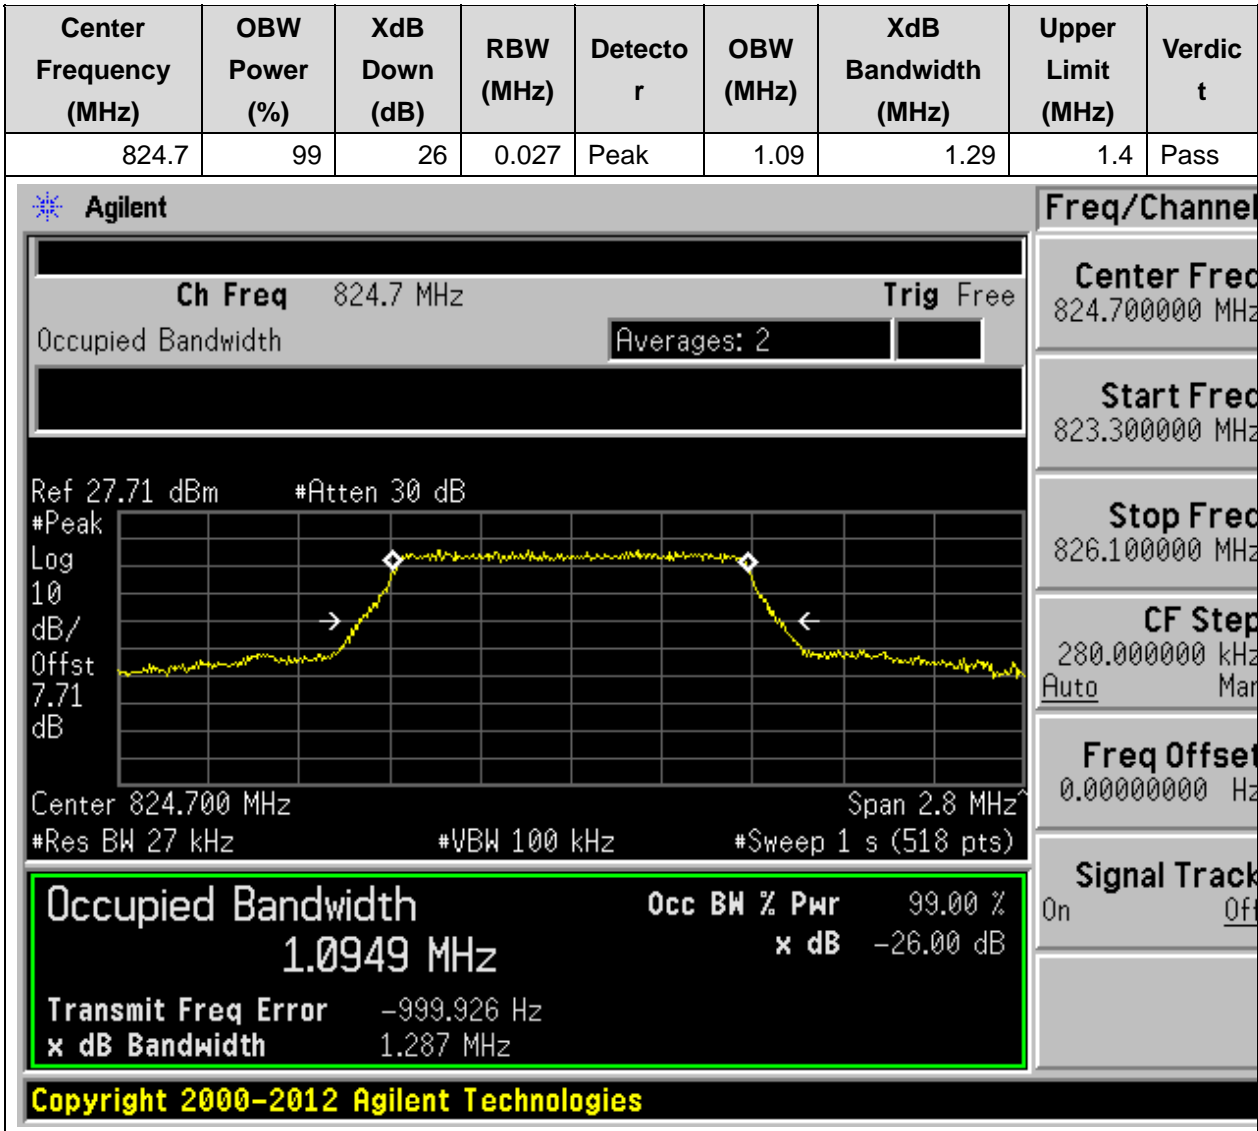 Center Frequency (MHz) OBW Power (%) XdB Down (dB) RBW (MHz) Detecto r OBW (MHz) XdB Bandwidth (MHz) Upper Limit (MHz) Verdic t
824.7 99 26 0.027 Peak 1.09 1.29 1.4 Pass
Agilent
Freq/Channel
Ch Freq 824.7 MHz Trig Free
Occupied Bandwidth Averages: 2
Ref 27.71 dBm #Atten 30 dB
#Peak
Log
10
dB/
Offst
7.71
dB
Center 824.700 MHz Span 2.8 MHz^
#Res BW 27 kHz #VBW 100 kHz #Sweep 1 s (518 pts)
Occupied Bandwidth Occ BW % Pwr 99.00 %
1.0949 MHz x dB -26.00 dB
Transmit Freq Error -999.926 Hz
x dB Bandwidth 1.287 MHz
Center Freq
824.700000 MHz
Start Freq
823.300000 MHz
Stop Freq
826.100000 MHz
CF Step
280.000000 kHz
Auto Man
Freq Offset
0.00000000 Hz
Signal Track
On Off
Copyright 2000-2012 Agilent Technologies